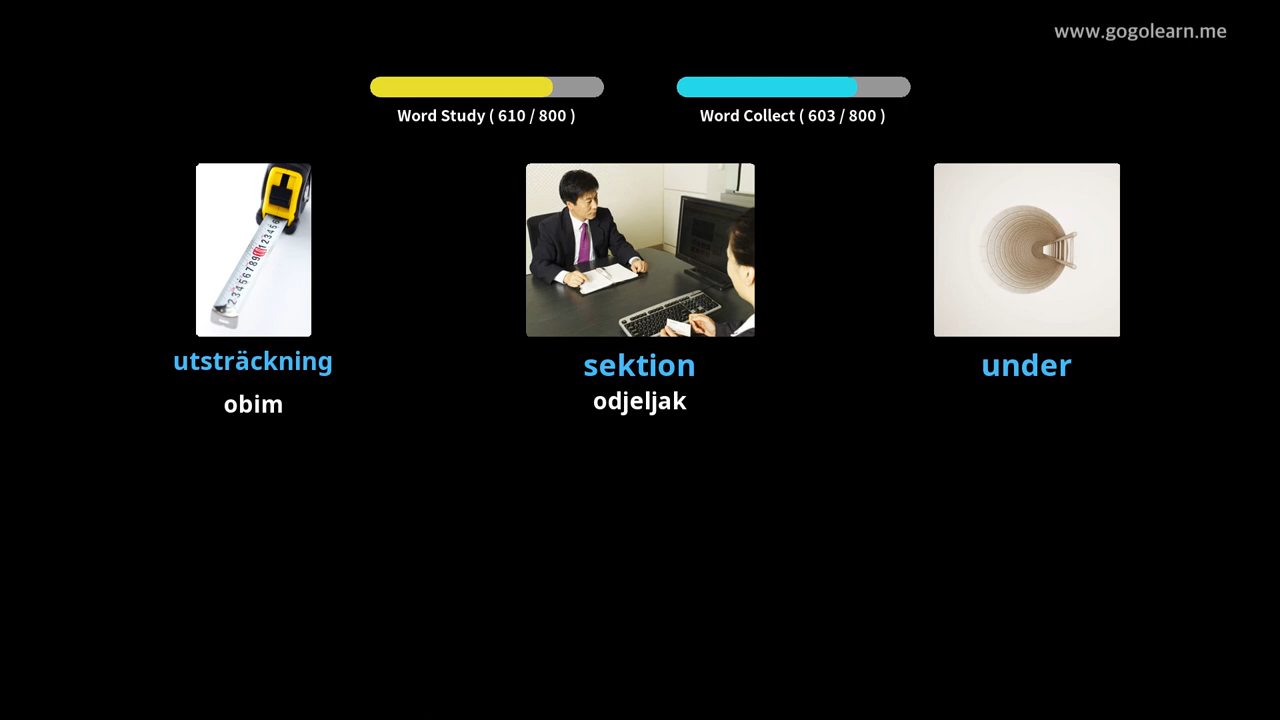 www.gogolearn.me
Word Study ( 610 / 800 )
Word Collect ( 603 / 800 )
utsträckning
obim
sektion
odjeljak
under